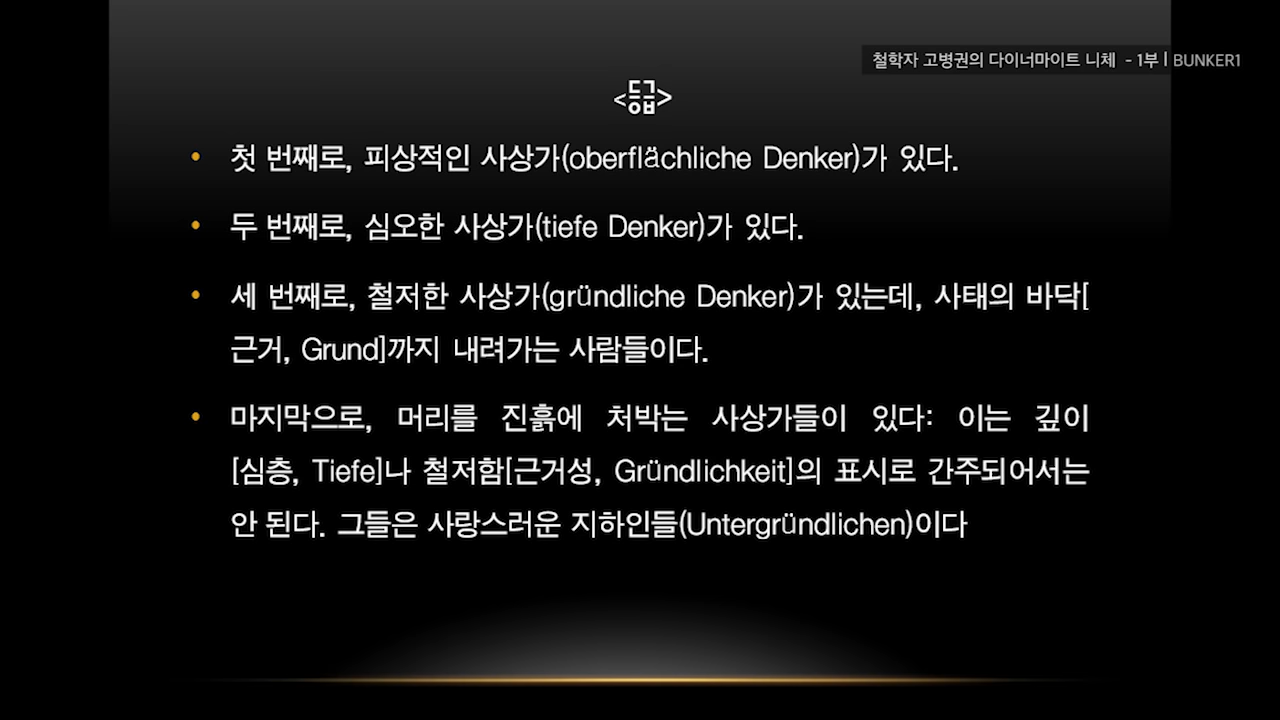 철학자 고병권의 다이너마이트 니체 - 1부 | BUNKER1
• 첫 번째로, 피상적인 사상가(oberflächliche Denker)가 있다.
• 두 번째로, 심오한 사상가(tiefe Denker)가 있다.
• 세 번째로, 철저한 사상가(gründliche Denker)가 있는데, 사태의 바닥[
근거, Grund]까지 내려가는 사람들이다.
• 마지막으로, 머리를 진흙에 처박는 사상가들이 있다: 이는 깊이
[심층, Tiefe]나 철저함[근거성, Gründlichkeit]의 표시로 간주되어서는
안 된다. 그들은 사랑스러운 지하인들(Untergründlichen)이다